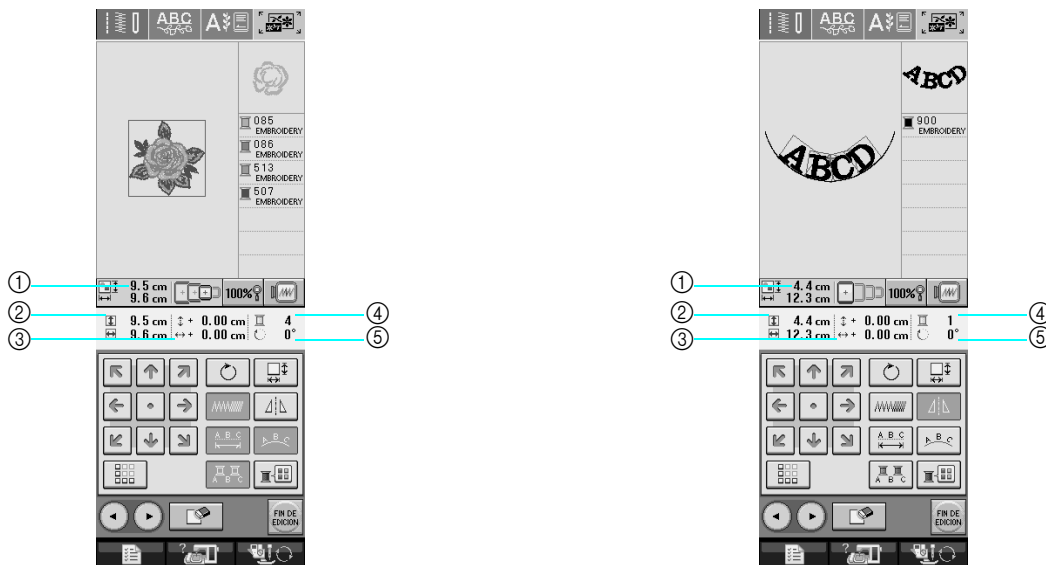 ABC
A
085
EMBROIDERY
086
EMBROIDERY
513
EMBROIDERY
507
EMBROIDERY
① 9.5 cm
9.6 cm 100%
② 9.5 cm + 0.00 cm 4 ④
③ 9.6 cm + 0.00 cm 0° ⑤
A B C
A B C
A B C
FIN DE
EDICION
?
ABC
A
ABCD
900
EMBROIDERY
ABCD
① 4.4 cm
12.3 cm 100%
② 4.4 cm + 0.00 cm 1 ④
③ 12.3 cm + 0.00 cm 0° ⑤
A B C
A B C
A B C
FIN DE
EDICION
?